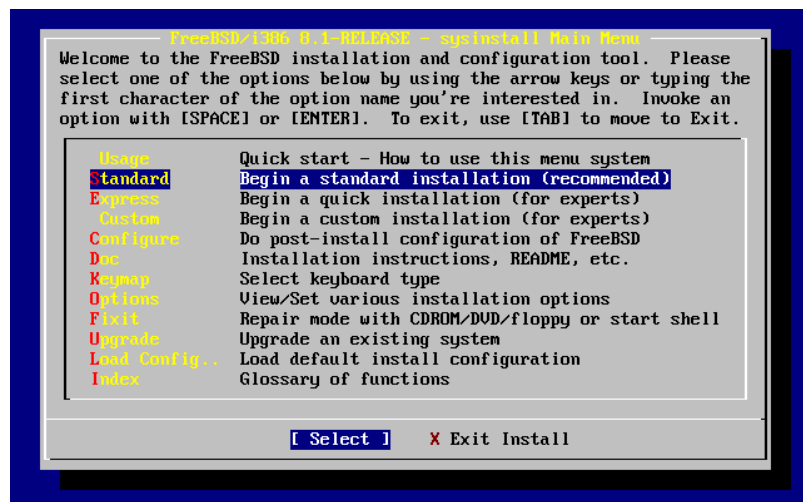 FreeBSD/i386 8.1-RELEASE - sysinstall Main Menu
Welcome to the FreeBSD installation and configuration tool.  Please
select one of the options below by using the arrow keys or typing the
first character of the option name you're interested in.  Invoke an
option with [SPACE] or [ENTER].  To exit, use [TAB] to move to Exit.
Usage Quick start - How to use this menu system
Standard Begin a standard installation (recommended)
Express Begin a quick installation (for experts)
Custom Begin a custom installation (for experts)
Configure Do post-install configuration of FreeBSD
Doc Installation instructions, README, etc.
Keymap Select keyboard type
Options View/Set various installation options
Fixit Repair mode with CDROM/DVD/floppy or start shell
Upgrade Upgrade an existing system
Load Config.. Load default install configuration
Index Glossary of functions
[ Select ] X Exit Install